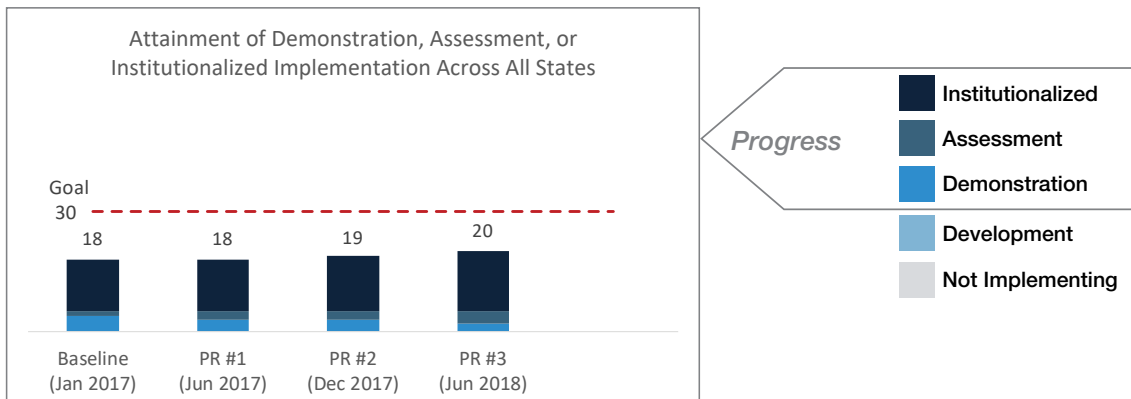 Attainment of Demonstration, Assessment, or
Institutionalized Implementation Across All States
Goal
30
18
18
19
20
Baseline
(Jan 2017)
PR #1
(Jun 2017)
PR #2
(Dec 2017)
PR #3
(Jun 2018)
Progress
Institutionalized
Assessment
Demonstration
Development
Not Implementing